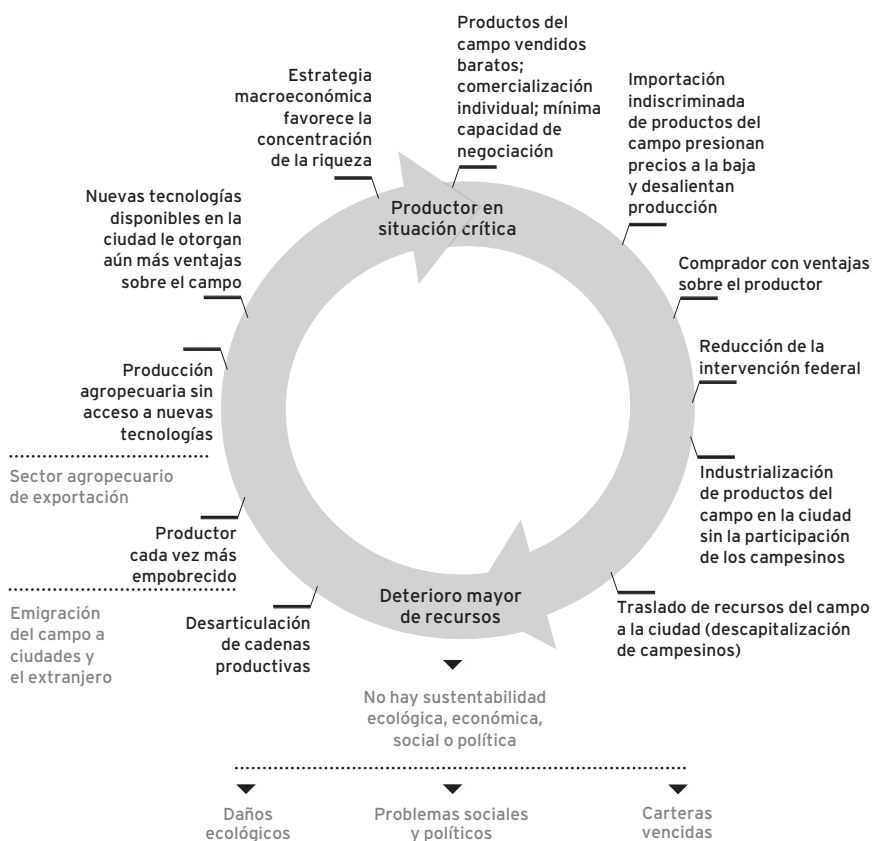 Productos del
campo vendidos
baratos;
comercialización
individual; mínima
capacidad de
negociación
Importación
indiscriminada
de productos del
campo presionan
precios a la baja
y desalientan
producción
Comprador con ventajas
sobre el productor
Reducción de la
intervención federal
Industrialización
de productos del
campo en la ciudad
sin la participación
de los campesinos
Traslado de recursos del campo
a la ciudad (descapitalización
de campesinos)
Deterioro mayor
de recursos
Desarticulación
de cadenas
productivas
Productor
cada vez más
empobrecido
Producción
agropecuaria sin
acceso a nuevas
tecnologías
Nuevas tecnologías
disponibles en la
ciudad le otorgan
aún más ventajas
sobre el campo
Estrategia
macroeconómica
favorece la
concentración
de la riqueza
Productor en
situación crítica
Sector agropecuario
de exportación
Emigración
del campo a
ciudades y
el extranjero
No hay sustentabilidad
ecológica, económica,
social o política
Daños
ecológicos
Problemas sociales
y políticos
Carteras
vencidas